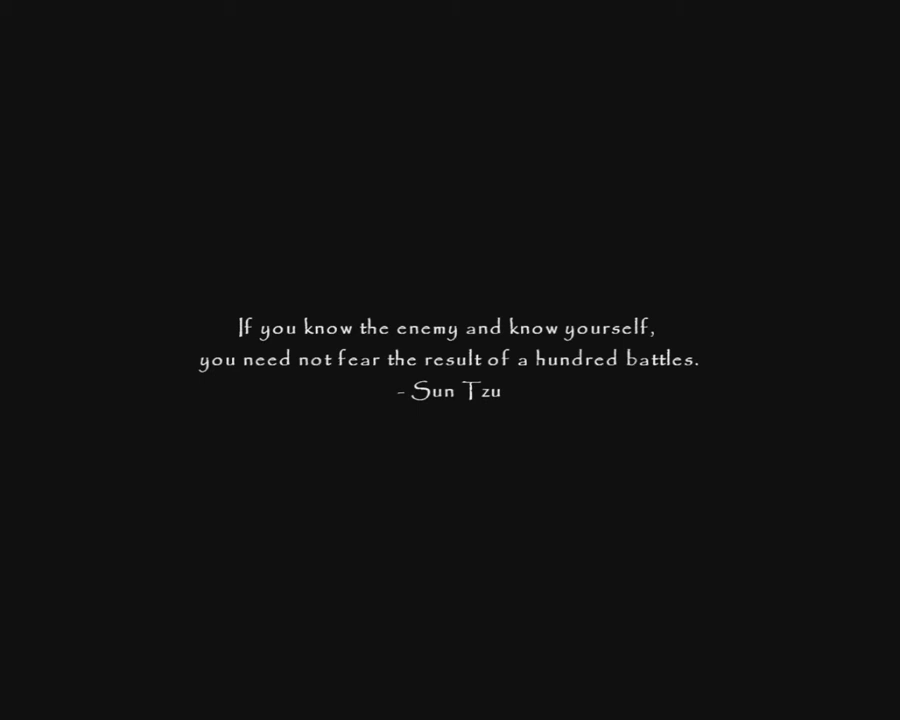 If you know the enemy and know yourself,
you need not fear the result of a hundred battles.
- Sun Tzu